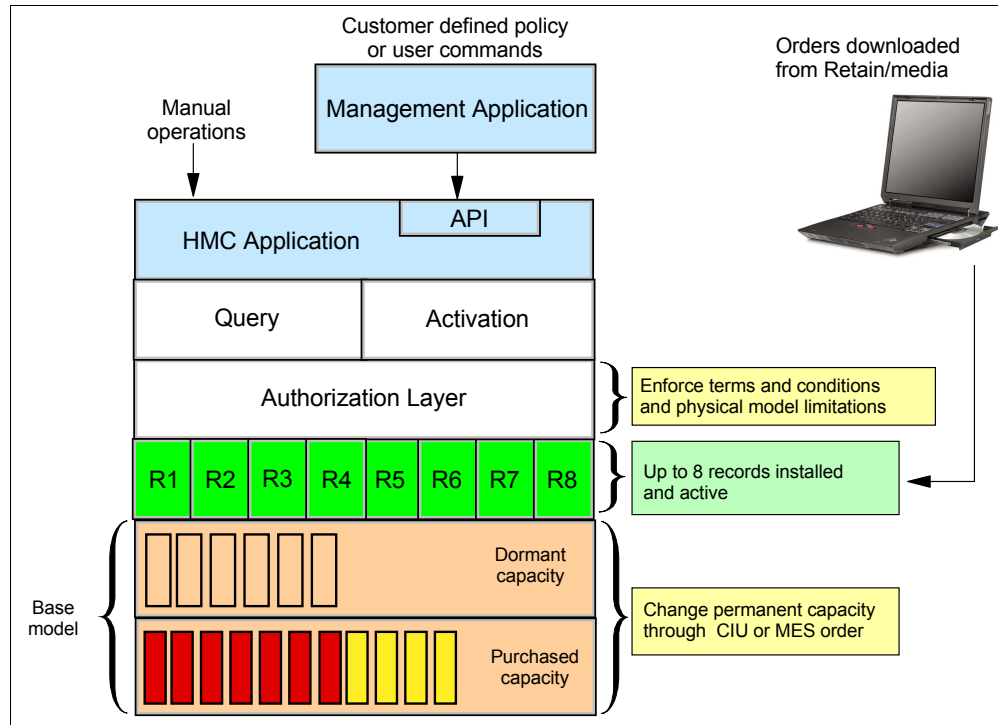 Customer defined policy
or user commands
Orders downloaded
from Retain/media
Manual
operations
Management Application
API
HMC Application
Query
Activation
Authorization Layer
Enforce terms and conditions
and physical model limitations
R1 R2 R3 R4 R5 R6 R7 R8
Up to 8 records installed
and active
Dormant
capacity
Base
model
Change permanent capacity
through CIU or MES order
Purchased
capacity